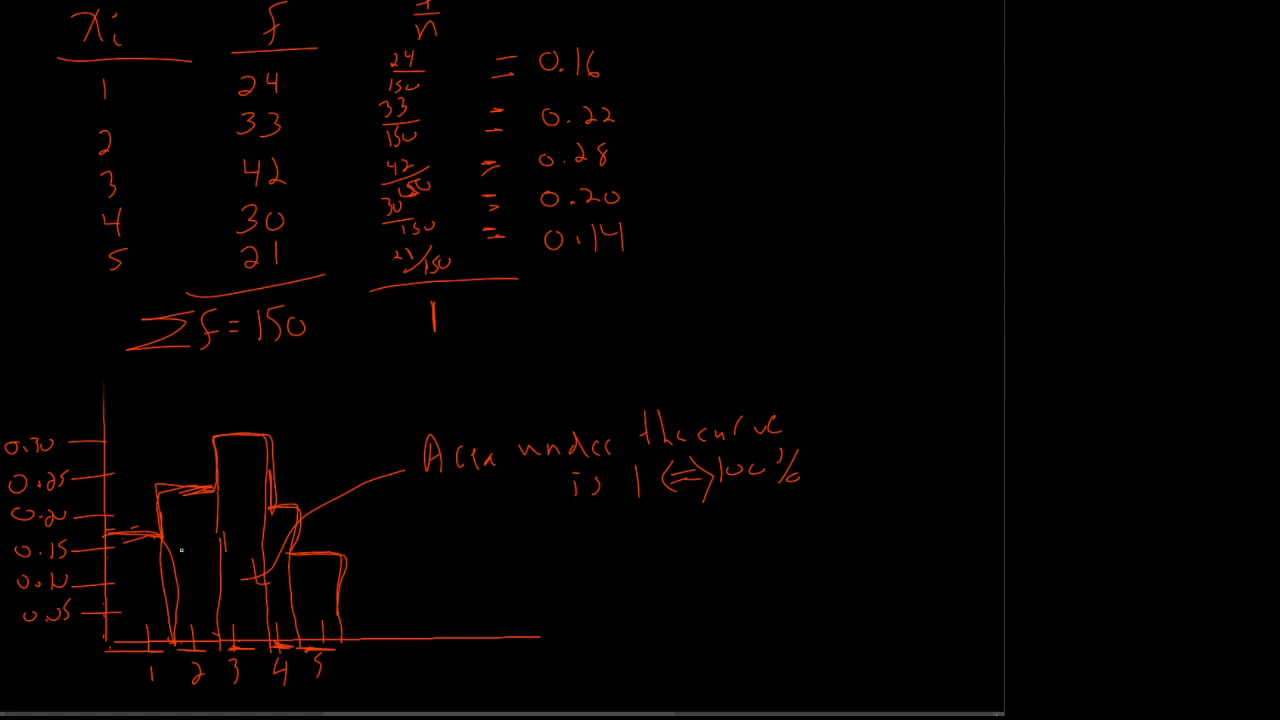 xi f f/n
1 24 24/150 = 0.16
2 33 33/150 = 0.22
3 42 42/150 = 0.28
4 30 30/150 = 0.20
5 21 21/150 = 0.14
Σf = 150 1
0.30
0.25
0.20
0.15
0.10
0.05
1 2 3 4 5
Area under the curve
is 1 ⇔ 100%